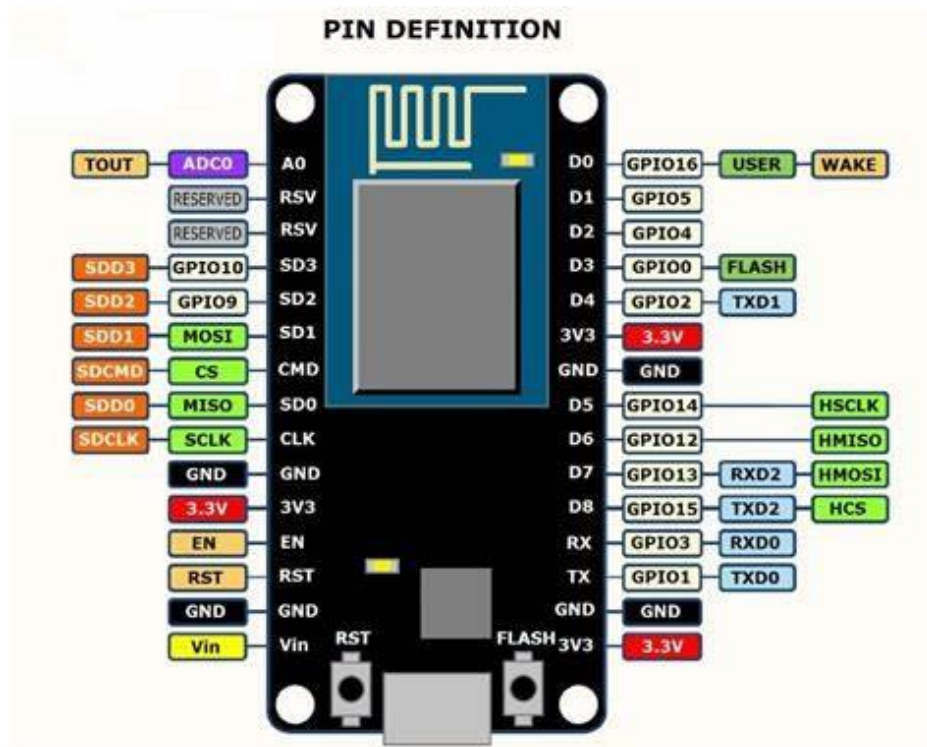 PIN DEFINITION
TOUT ADC0 A0 D0 GPIO16 USER WAKE
RESERVED RSV D1 GPIO5
RESERVED RSV D2 GPIO4
SDD3 GPIO10 SD3 D3 GPIO0 FLASH
SDD2 GPIO9 SD2 D4 GPIO2 TXD1
SDD1 MOSI SD1 3V3 3.3V
SDCMD CS CMD GND GND
SDD0 MISO SD0 D5 GPIO14 HSCLK
SDCLK SCLK CLK D6 GPIO12 HMISO
GND GND D7 GPIO13 RXD2 HMOSI
3.3V 3V3 D8 GPIO15 TXD2 HCS
EN EN RX GPIO3 RXD0
RST RST TX GPIO1 TXD0
GND GND GND GND
Vin Vin RST FLASH 3V3 3.3V